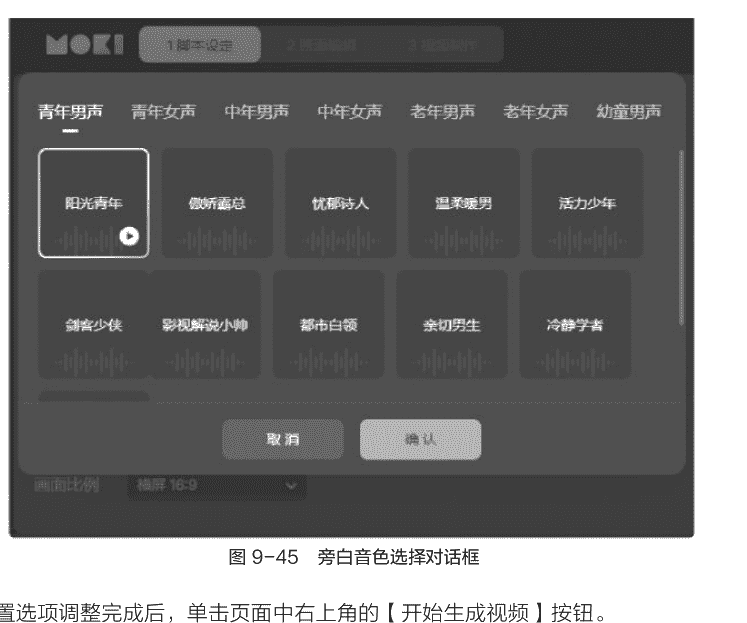 MOKI 1 脚本设定
青年男声 青年女声 中年男声 中年女声 老年男声 老年女声 幼童男声
阳光青年 傲娇霸总 忧郁诗人 温柔暖男 活力少年
剑客少侠 影视解说小帅 都市白领 亲切男生 冷静学者
取消 确认
画面比例 横屏 16:9
图 9-45 旁白音色选择对话框
置选项调整完成后，单击页面中右上角的【开始生成视频】按钮。